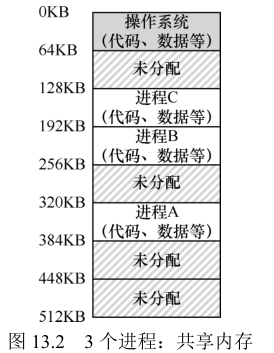 0KB
操作系统
(代码、数据等)
64KB
未分配
128KB
进程C
(代码、数据等)
192KB
进程B
(代码、数据等)
256KB
未分配
320KB
进程A
(代码、数据等)
384KB
未分配
448KB
未分配
512KB
图 13.2 3 个进程：共享内存